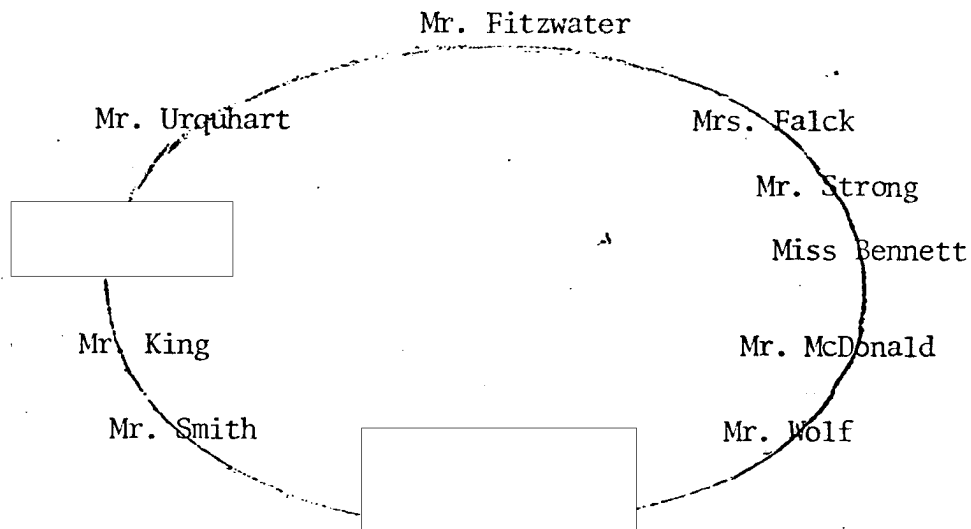 Mr. Fitzwater
Mr. Urquhart
Mrs. Falck
Mr. Strong
Miss Bennett
Mr. King
Mr. McDonald
Mr. Smith
Mr. Wolf